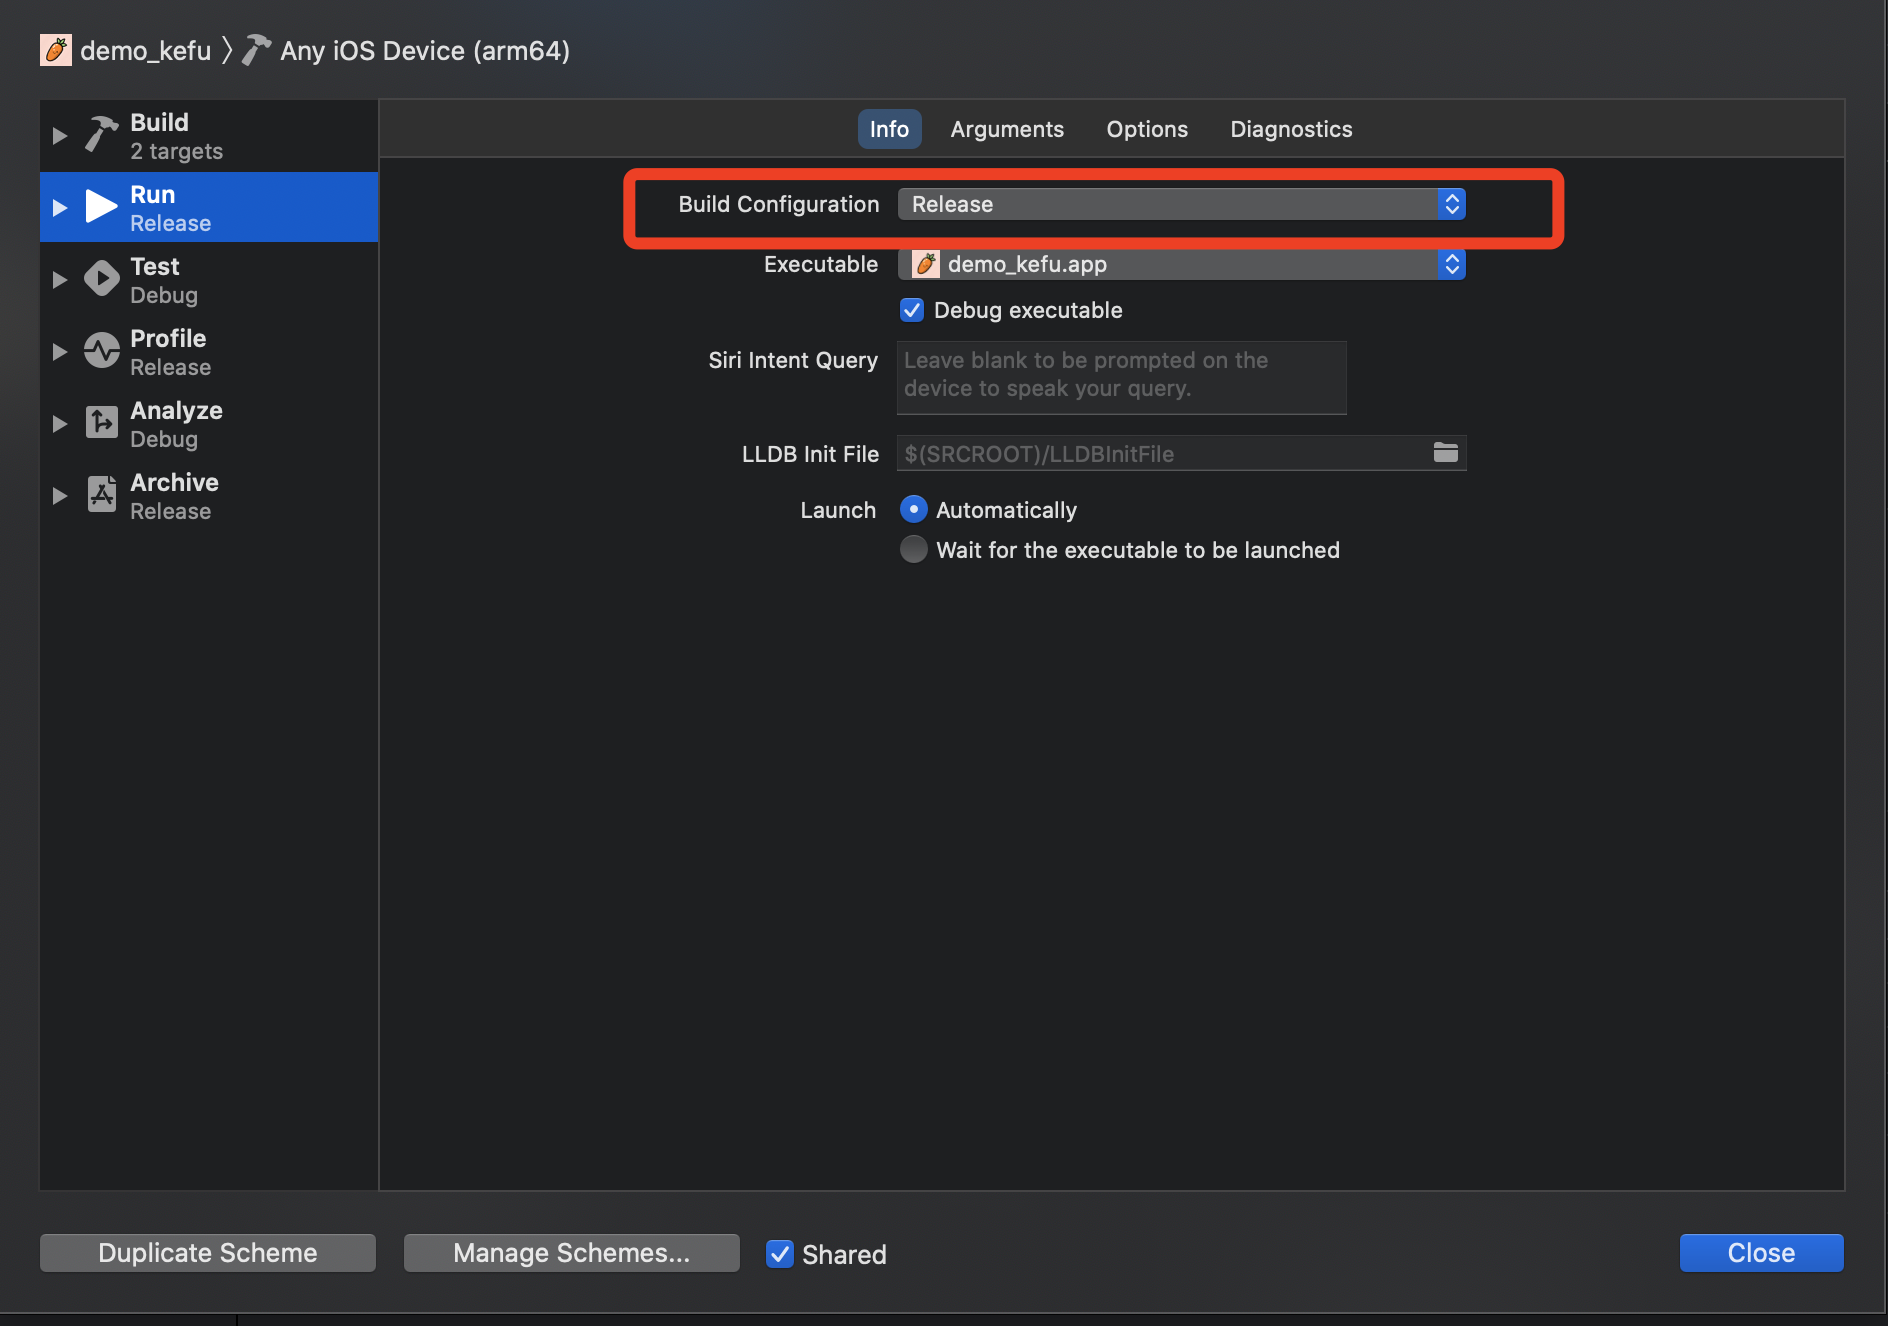 demo_kefu 〉 Any iOS Device (arm64)
Build
2 targets
Run
Release
Test
Debug
Profile
Release
Analyze
Debug
Archive
Release
Info Arguments Options Diagnostics
Build Configuration Release
Executable demo_kefu.app
Debug executable
Siri Intent Query Leave blank to be prompted on the
device to speak your query.
LLDB Init File $(SRCROOT)/LLDBInitFile
Launch Automatically
Wait for the executable to be launched
Duplicate Scheme Manage Schemes... Shared Close